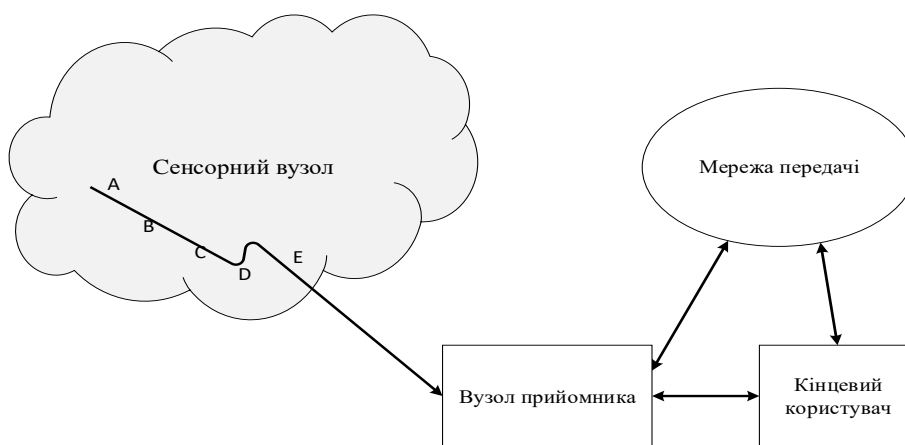 Сенсорний вузол
Мережа передачі
A
B
C
D
E
Вузол прийомника
Кінцевий
користувач